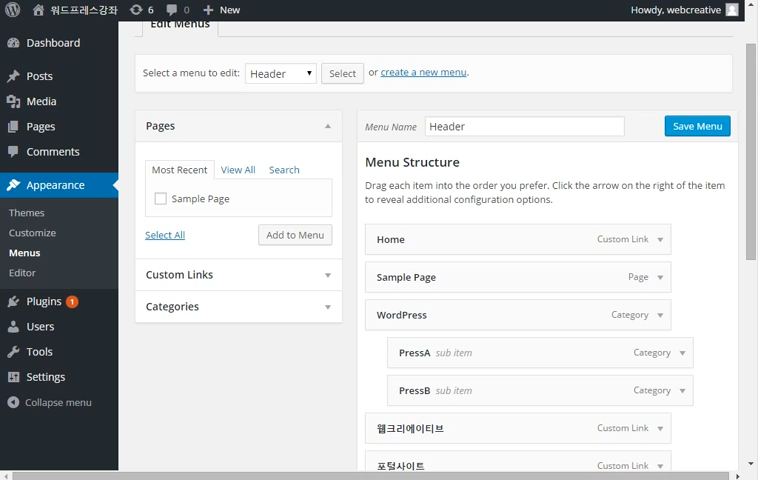 워드프레스강좌 6 0 New Howdy, webcreative
Edit Menus
Dashboard
Posts
Media
Pages
Comments
Appearance
Themes
Customize
Menus
Editor
Plugins 1
Users
Tools
Settings
Collapse menu
Select a menu to edit: Header Select or create a new menu.
Pages
Most Recent View All Search
Sample Page
Select All Add to Menu
Custom Links
Categories
Menu Name Header Save Menu
Menu Structure
Drag each item into the order you prefer. Click the arrow on the right of the item
to reveal additional configuration options.
Home Custom Link
Sample Page Page
WordPress Category
PressA sub item Category
PressB sub item Category
웹크리에이티브 Custom Link
포털사이트 Custom Link